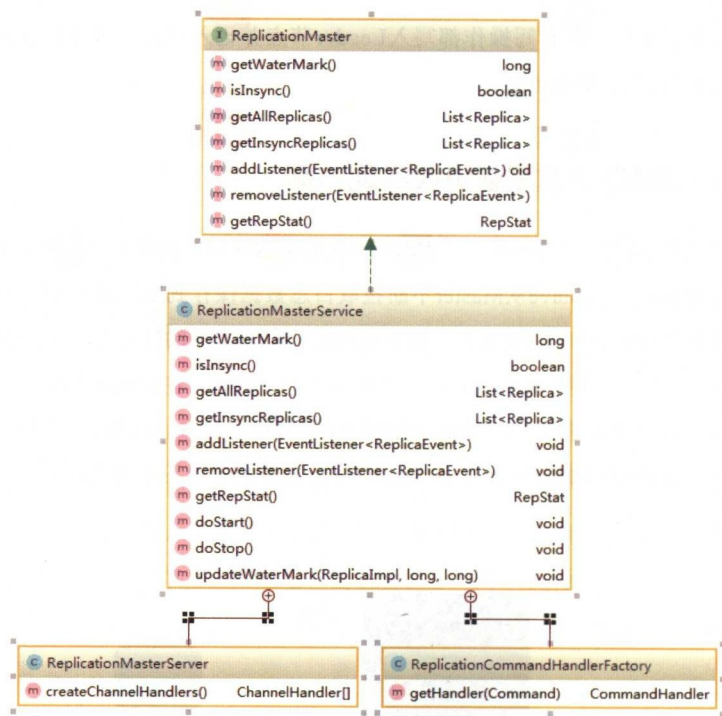 I ReplicationMaster
m getWaterMark() long
m isInsync() boolean
m getAllReplicas() List<Replica>
m getInsyncReplicas() List<Replica>
m addListener(EventListener<ReplicaEvent>) oid
m removeListener(EventListener<ReplicaEvent>)
m getRepStat() RepStat
C ReplicationMasterService
m getWaterMark() long
m isInsync() boolean
m getAllReplicas() List<Replica>
m getInsyncReplicas() List<Replica>
m addListener(EventListener<ReplicaEvent>) void
m removeListener(EventListener<ReplicaEvent>) void
m getRepStat() RepStat
m doStart() void
m doStop() void
m updateWaterMark(ReplicaImpl, long, long) void
C ReplicationMasterServer
m createChannelHandlers() ChannelHandler[]
C ReplicationCommandHandlerFactory
m getHandler(Command) CommandHandler